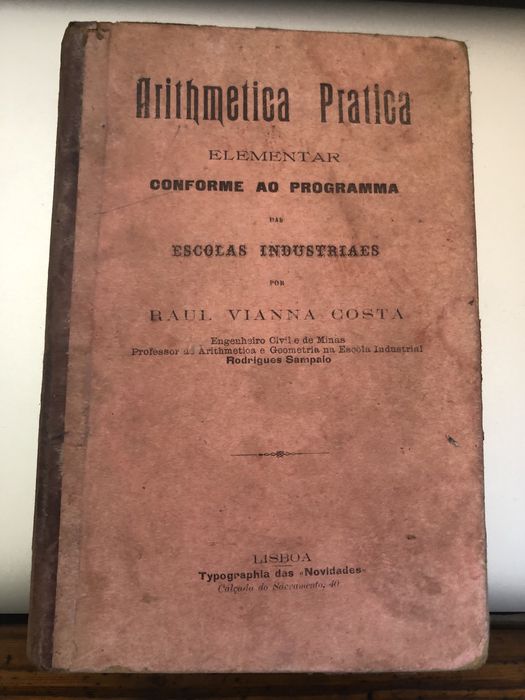 Arithmetica Pratica
ELEMENTAR
CONFORME AO PROGRAMMA
DAS
ESCOLAS INDUSTRIAES
POR
RAUL VIANNA COSTA
Engenheiro Civil e de Minas
Professor de Arithmetica e Geometria na Escola Industrial
Rodrigues Sampaio
LISBOA
Typographia das «Novidades»
Calçada do Sacramento, 40